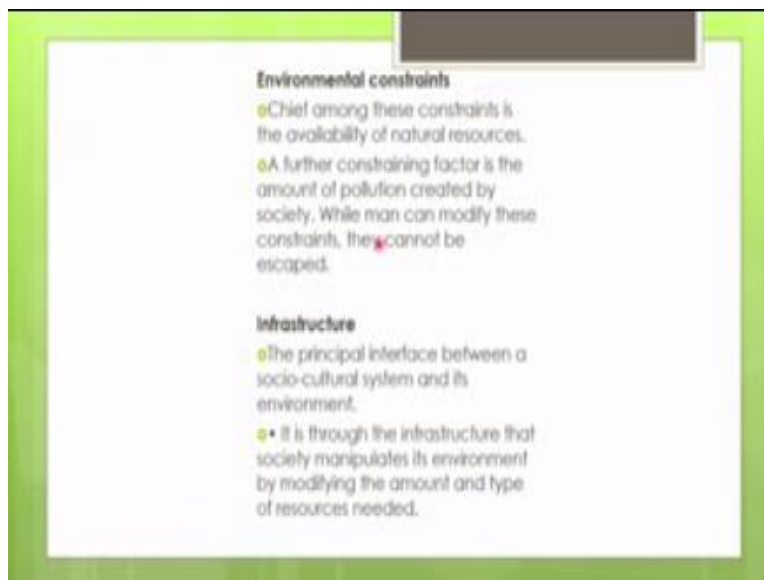 Environmental constraints
Chief among these constraints is
the availability of natural resources.
A further constraining factor is the
amount of pollution created by
society. While man can modify these
constraints, they cannot be
escaped.
Infrastructure
The principal interface between a
socio-cultural system and its
environment.
• It is through the infrastructure that
society manipulates its environment
by modifying the amount and type
of resources needed.